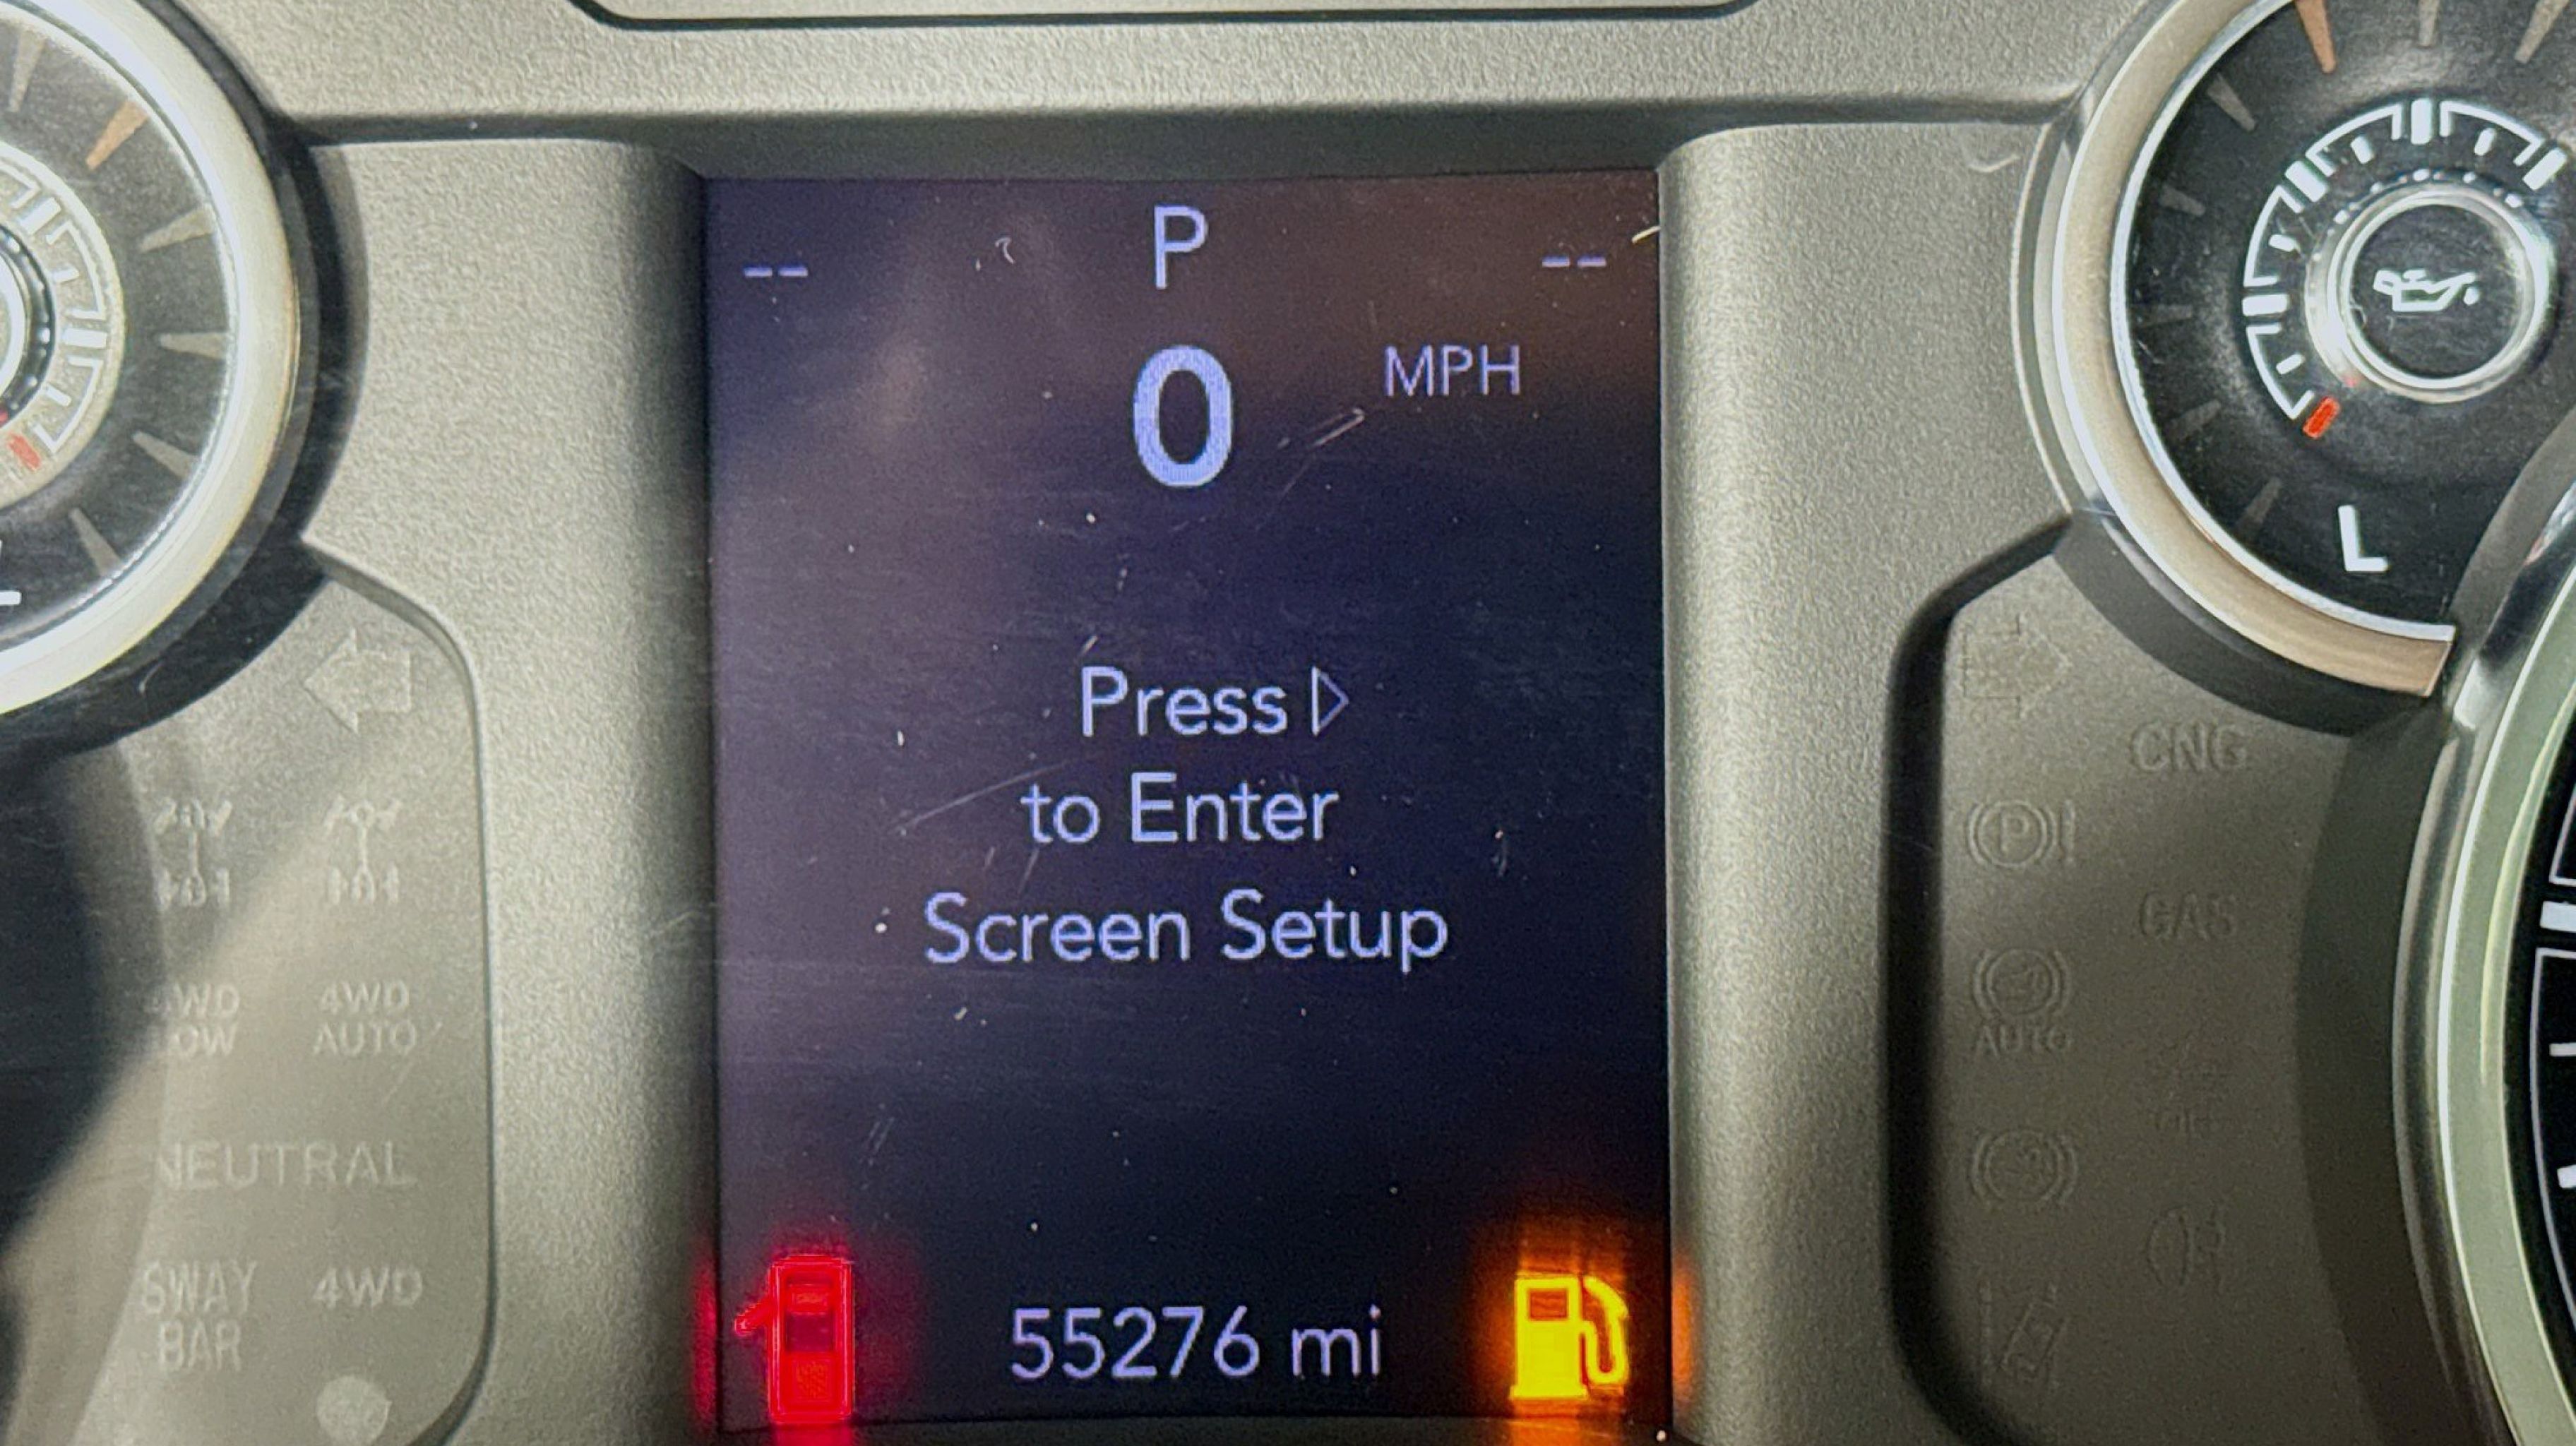 -- P --
0 MPH
Press ▷
to Enter
Screen Setup
55276 mi
L
CNG
P
GAS
AUTO
4WD
AUTO
NEUTRAL
SWAY
BAR
4WD